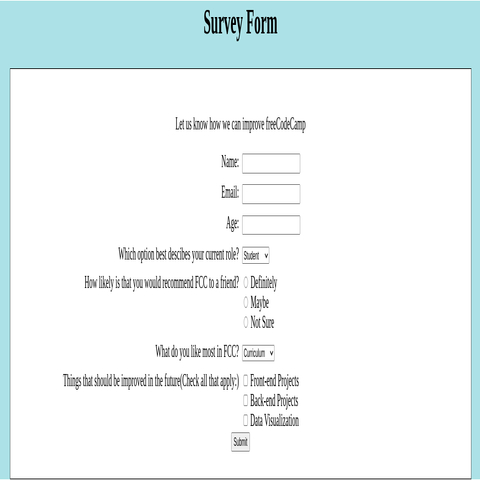 Survey Form
Let us know how we can improve freeCodeCamp
Name:
Email:
Age:
Which option best descibes your current role? Student
How likely is that you would recommend FCC to a friend? Definitely
Maybe
Not Sure
What do you like most in FCC? Curriculum
Things that should be improved in the future(Check all that apply:) Front-end Projects
Back-end Projects
Data Visualization
Submit